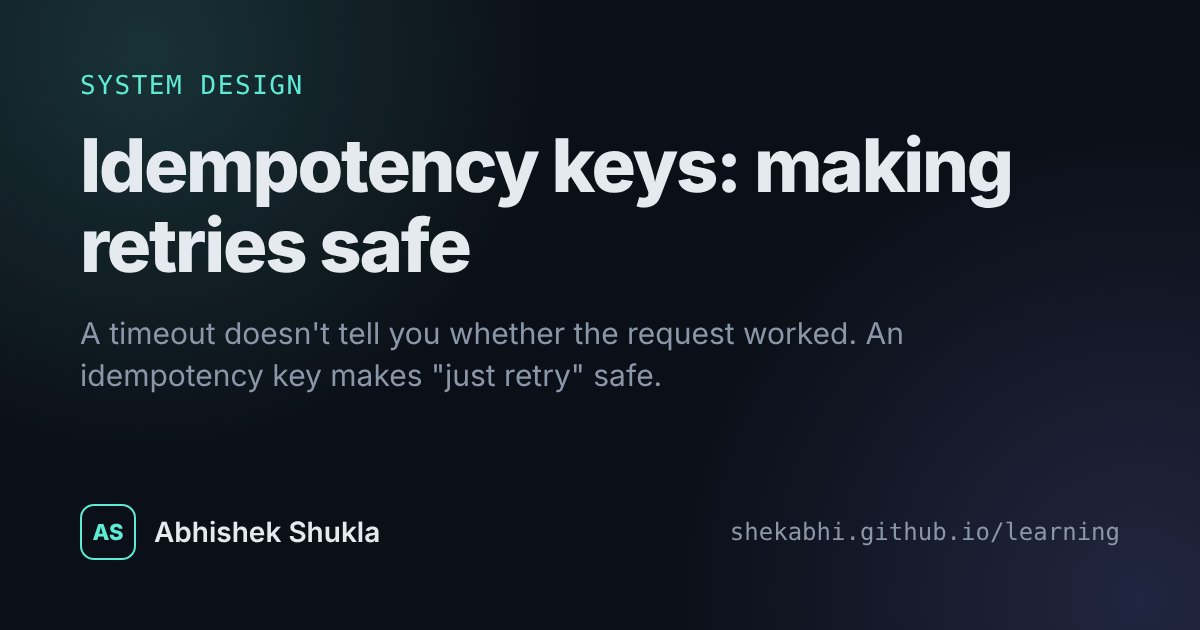 SYSTEM DESIGN
Idempotency keys: making
retries safe
A timeout doesn't tell you whether the request worked. An
idempotency key makes "just retry" safe.
AS
Abhishek Shukla
shekabhi.github.io/learning